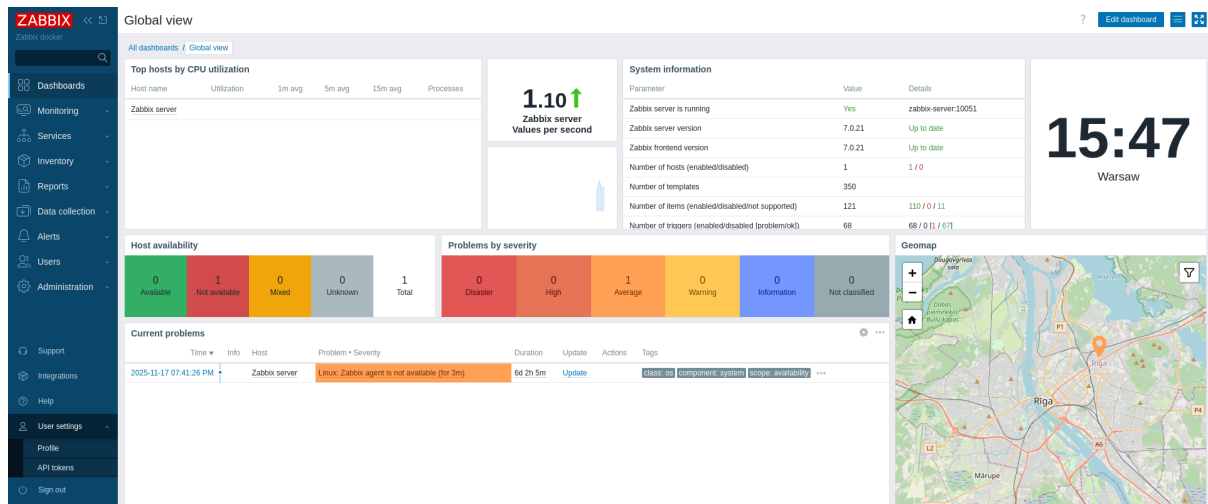 ZABBIX
Zabbix docker
Dashboards
Monitoring
Services
Inventory
Reports
Data collection
Alerts
Users
Administration
Support
Integrations
Help
User settings
Profile
API tokens
Sign out
Global view
? Edit dashboard
All dashboards / Global view
Top hosts by CPU utilization
Host name Utilization 1m avg 5m avg 15m avg Processes
Zabbix server
1.10
Zabbix server
Values per second
System information
Parameter Value Details
Zabbix server is running Yes zabbix-server:10051
Zabbix server version 7.0.21 Up to date
Zabbix frontend version 7.0.21 Up to date
Number of hosts (enabled/disabled) 1 1 / 0
Number of templates 350
Number of items (enabled/disabled/not supported) 121 110 / 0 / 11
Number of triggers (enabled/disabled [problem/ok]) 68 68 / 0 [1 / 67]
15:47
Warsaw
Host availability
0 Available
1 Not available
0 Mixed
0 Unknown
1 Total
Problems by severity
0 Disaster
0 High
1 Average
0 Warning
0 Information
0 Not classified
Current problems
Time Info Host Problem • Severity Duration Update Actions Tags
2025-11-17 07:41:26 PM Zabbix server Linux: Zabbix agent is not available (for 3m) 6d 2h 5m Update class: os component: system scope: availability
Geomap
+
−
Daugavgrīvas
sala
Dabas
piemineklis
P1
Rīga
Rīga
P4
A6
L2
Mārupe